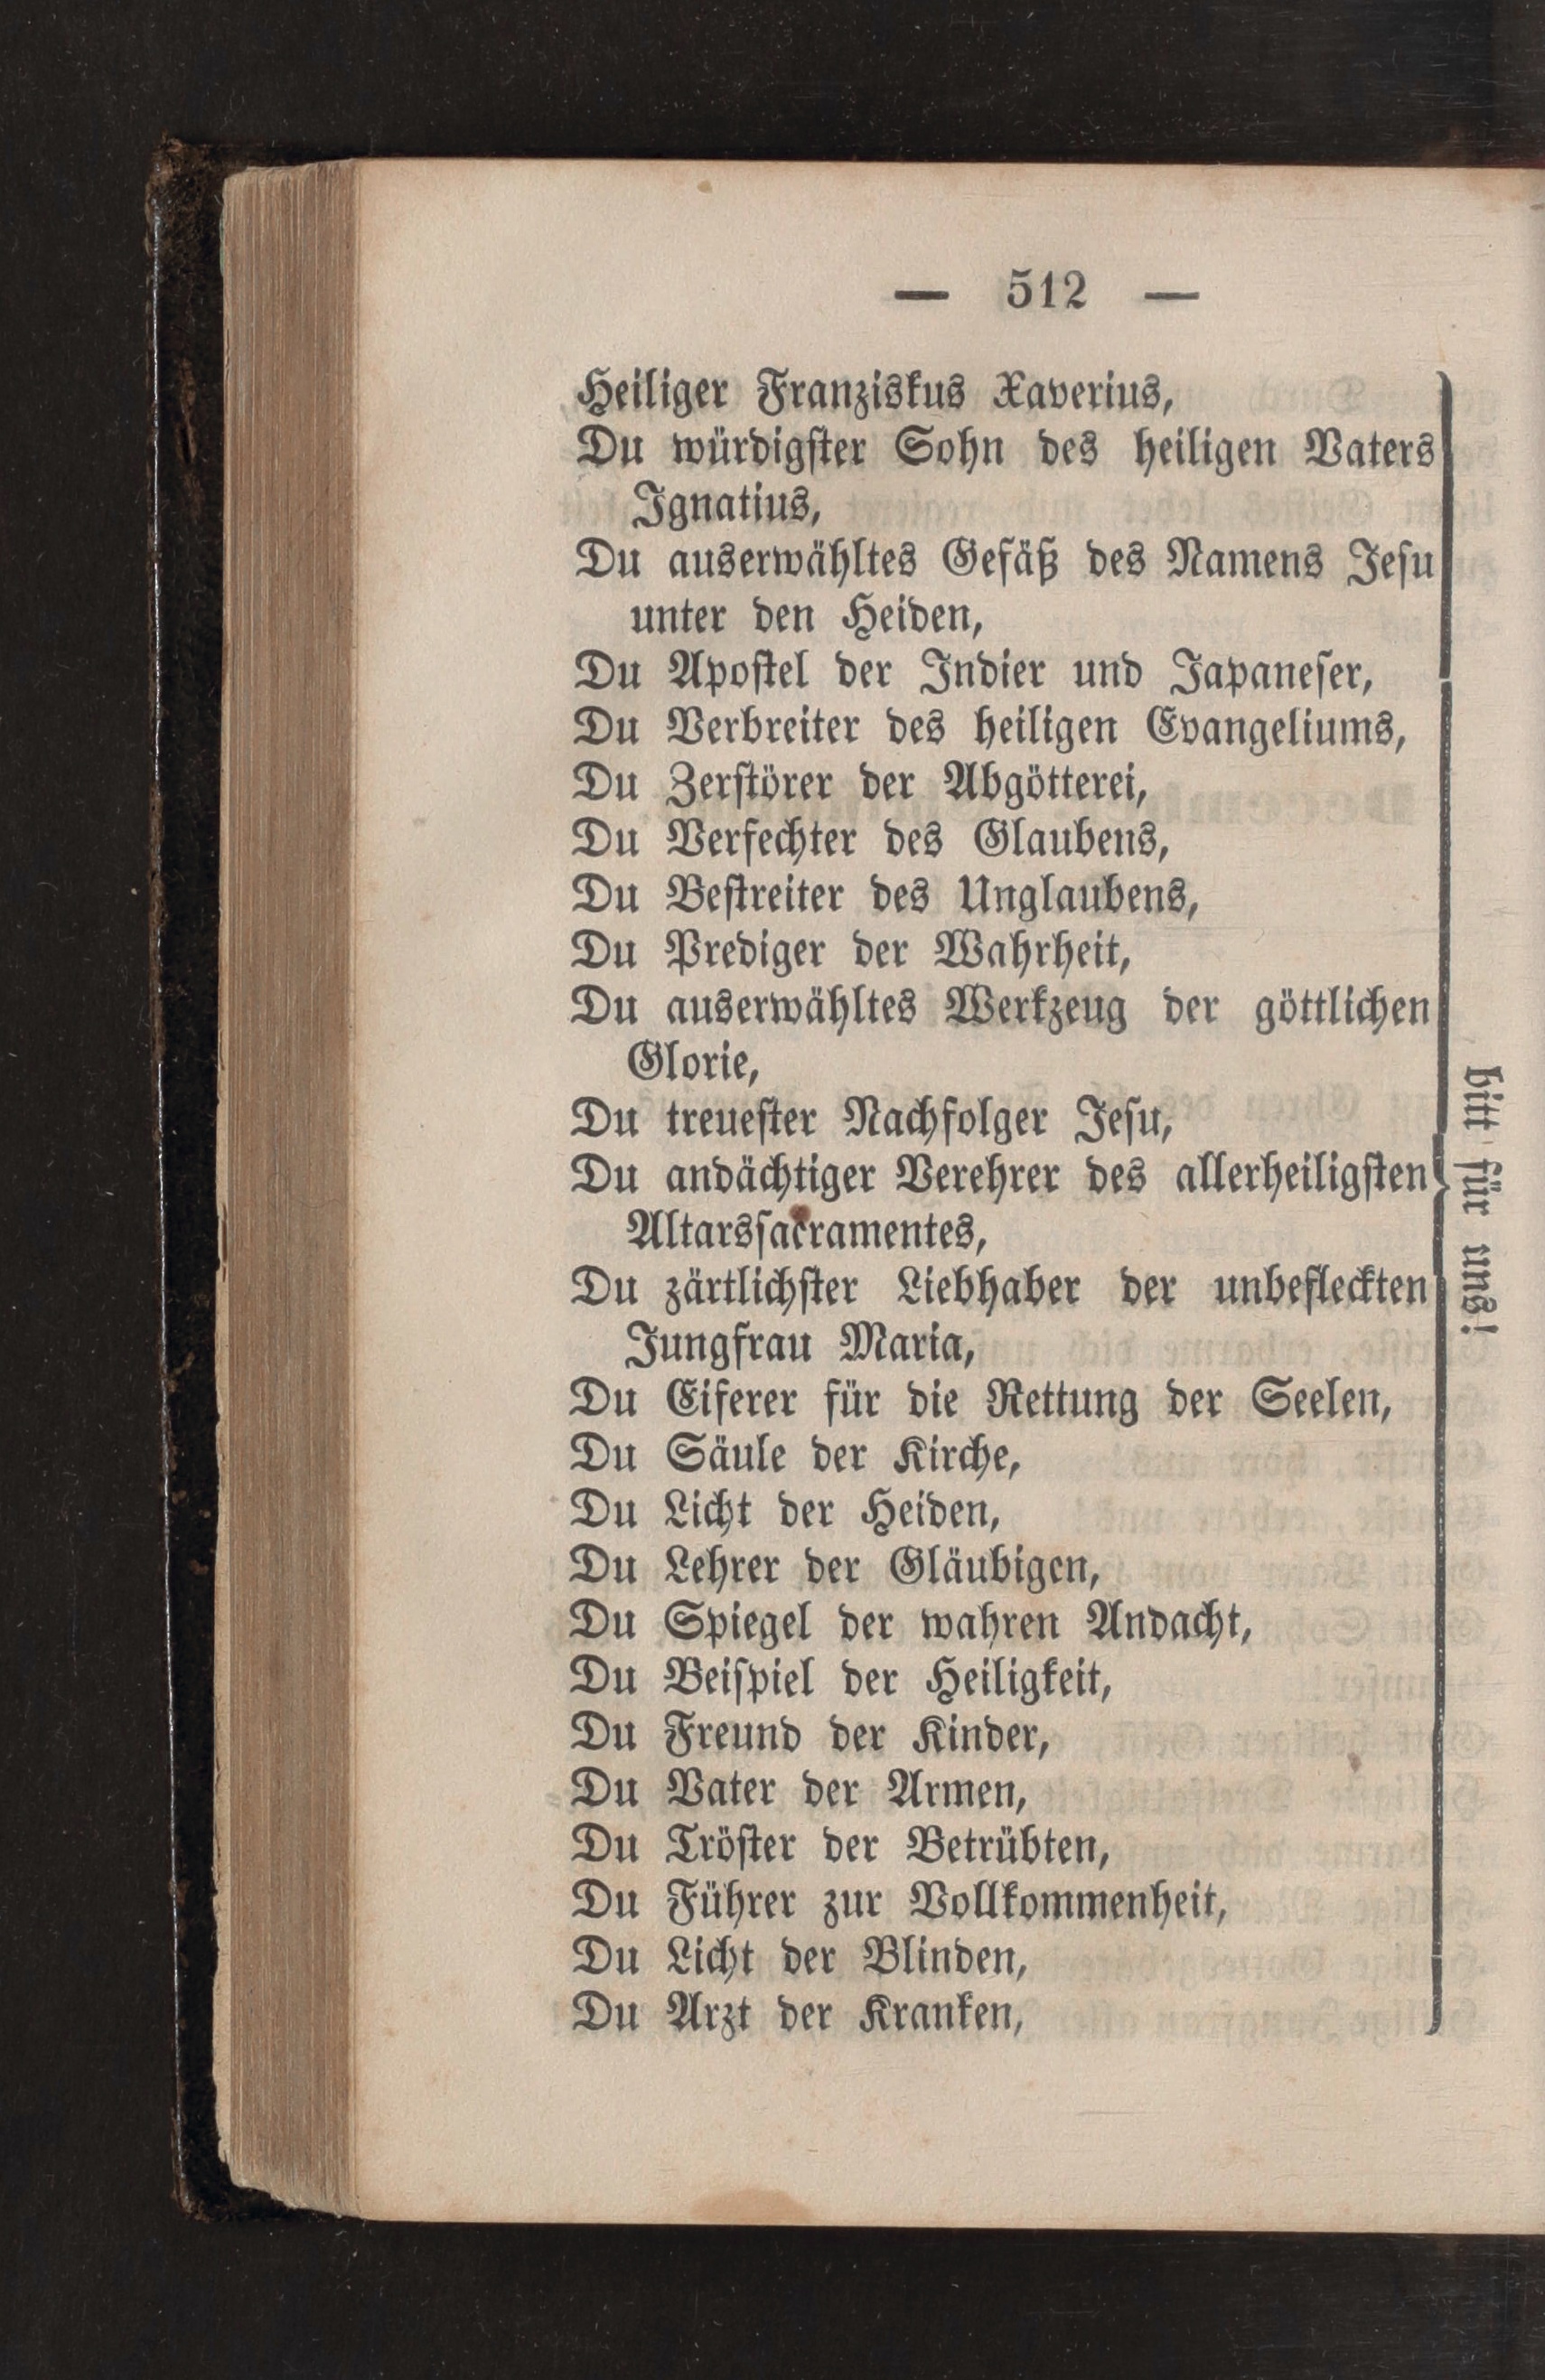 — 512 —
Heiliger Franziskus Xaverius,
Du würdigster Sohn des heiligen Vaters
Ignatius,
Du auserwähltes Gefäß des Namens Jesu
unter den Heiden,
Du Apostel der Indier und Japaneser,
Du Verbreiter des heiligen Evangeliums,
Du Zerstörer der Abgötterei,
Du Verfechter des Glaubens,
Du Bestreiter des Unglaubens,
Du Prediger der Wahrheit,
Du auserwähltes Werkzeug der göttlichen
Glorie,
Du treuester Nachfolger Jesu,
Du andächtiger Verehrer des allerheiligsten
Altarssacramentes,
Du zärtlichster Liebhaber der unbefleckten
Jungfrau Maria,
Du Eiferer für die Rettung der Seelen,
Du Säule der Kirche,
Du Licht der Heiden,
Du Lehrer der Gläubigen,
Du Spiegel der wahren Andacht,
Du Beispiel der Heiligkeit,
Du Freund der Kinder,
Du Vater der Armen,
Du Tröster der Betrübten,
Du Führer zur Vollkommenheit,
Du Licht der Blinden,
Du Arzt der Kranken,
bitt für uns!